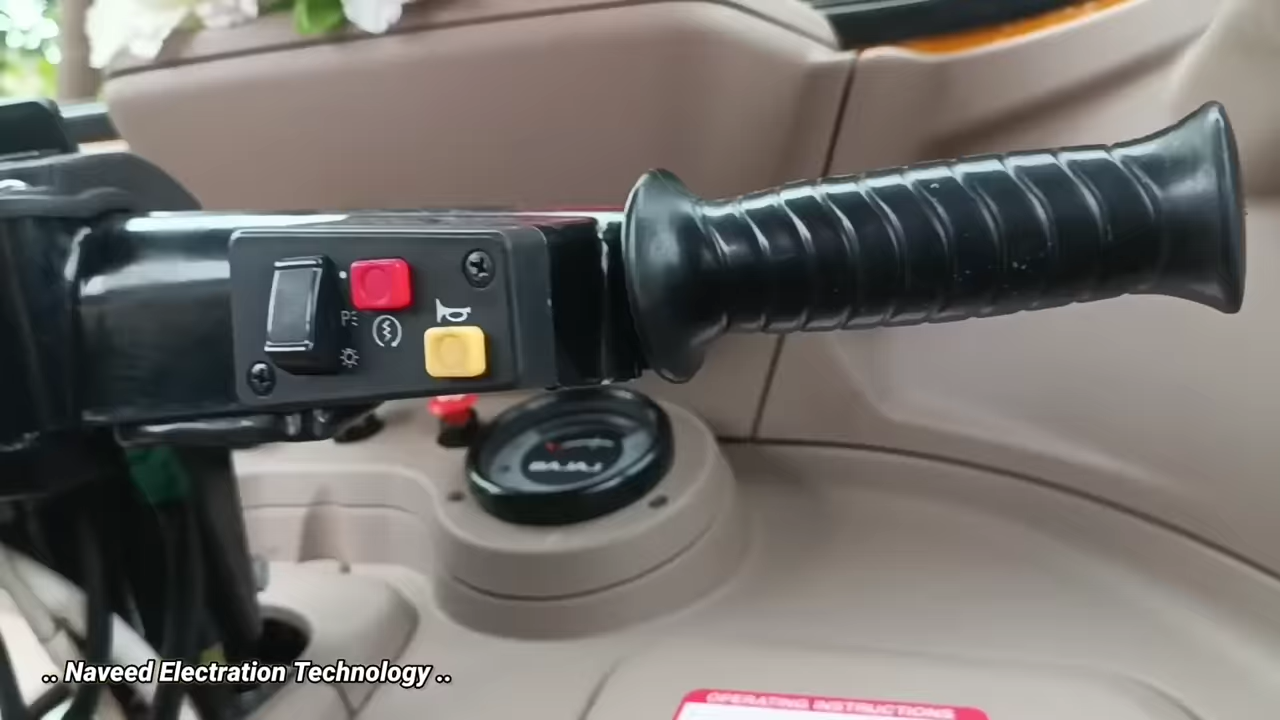 P
BAJAJ
.. Naveed Electration Technology ..
OPERATING INSTRUCTIONS